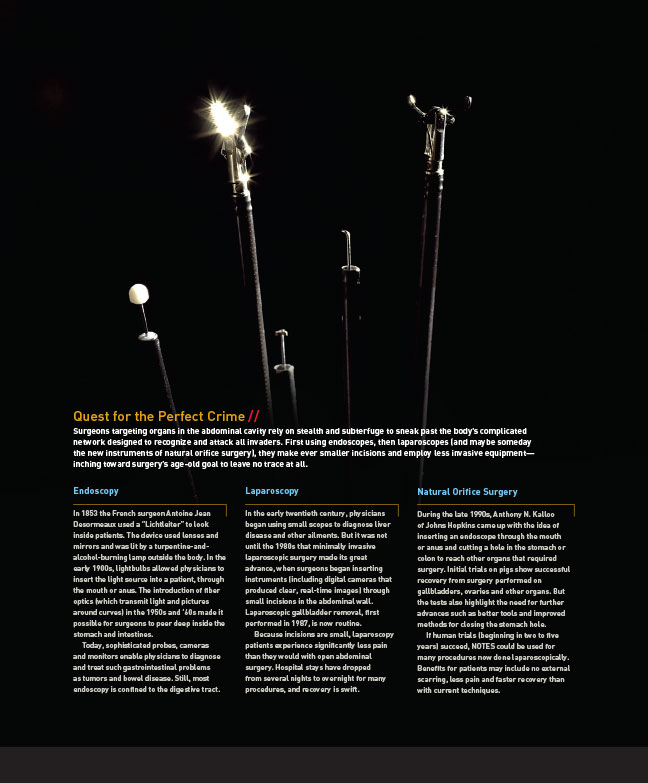 Quest for the Perfect Crime //
Surgeons targeting organs in the abdominal cavity rely on stealth and subterfuge to sneak past the body's complicated
network designed to recognize and attack all invaders. First using endoscopes, then laparoscopes (and maybe someday
the new instruments of natural orifice surgery), they make ever smaller incisions and employ less invasive equipment—
inching toward surgery's age-old goal to leave no trace at all.
Endoscopy
In 1853 the French surgeon Antoine Jean
Desormeaux used a "Lichtleiter" to look
inside patients. The device used lenses and
mirrors and was lit by a turpentine-and-
alcohol-burning lamp outside the body. In the
early 1900s, lightbulbs allowed physicians to
insert the light source into a patient, through
the mouth or anus. The introduction of fiber
optics (which transmit light and pictures
around curves) in the 1950s and '60s made it
possible for surgeons to peer deep inside the
stomach and intestines.
Today, sophisticated probes, cameras
and monitors enable physicians to diagnose
and treat such gastrointestinal problems
as tumors and bowel disease. Still, most
endoscopy is confined to the digestive tract.
Laparoscopy
In the early twentieth century, physicians
began using small scopes to diagnose liver
disease and other ailments. But it was not
until the 1980s that minimally invasive
laparoscopic surgery made its great
advance, when surgeons began inserting
instruments (including digital cameras that
produced clear, real-time images) through
small incisions in the abdominal wall.
Laparoscopic gallbladder removal, first
performed in 1987, is now routine.
Because incisions are small, laparoscopy
patients experience significantly less pain
than they would with open abdominal
surgery. Hospital stays have dropped
from several nights to overnight for many
procedures, and recovery is swift.
Natural Orifice Surgery
During the late 1990s, Anthony N. Kalloo
of Johns Hopkins came up with the idea of
inserting an endoscope through the mouth
or anus and cutting a hole in the stomach or
colon to reach other organs that required
surgery. Initial trials on pigs show successful
recovery from surgery performed on
gallbladders, ovaries and other organs. But
the tests also highlight the need for further
advances such as better tools and improved
methods for closing the stomach hole.
If human trials (beginning in two to five
years) succeed, NOTES could be used for
many procedures now done laparoscopically.
Benefits for patients may include no external
scarring, less pain and faster recovery than
with current techniques.